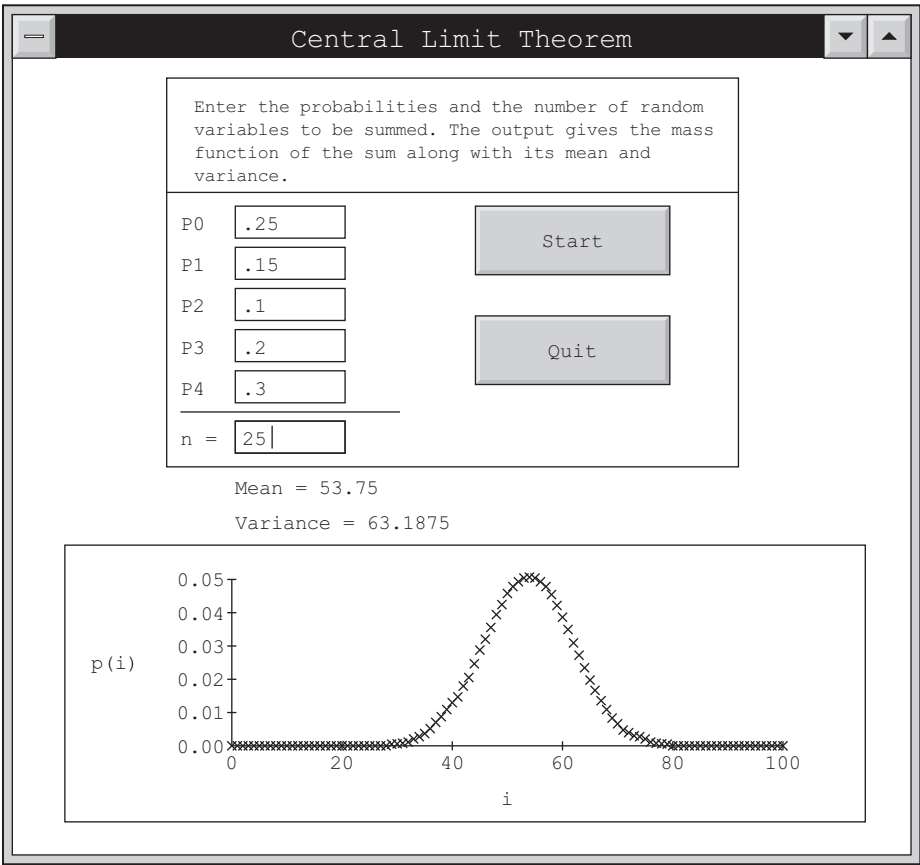 Central Limit Theorem
Enter the probabilities and the number of random
variables to be summed. The output gives the mass
function of the sum along with its mean and
variance.
P0 .25
P1 .15
P2 .1
P3 .2
P4 .3
n = 25
Start
Quit
Mean = 53.75
Variance = 63.1875
0.05
0.04
0.03
p(i)
0.02
0.01
0.00
0 20 40 60 80 100
i